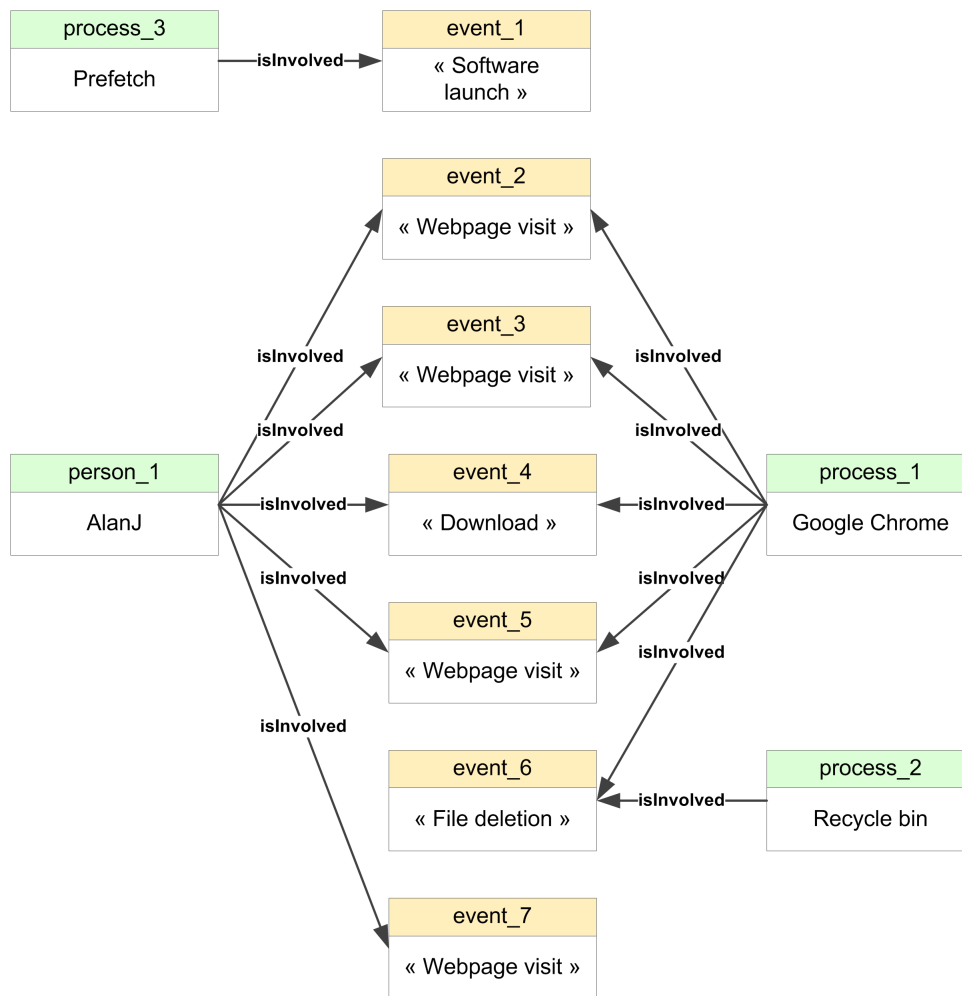 process_3
Prefetch
isInvolved
event_1
« Software
launch »
event_2
« Webpage visit »
event_3
« Webpage visit »
isInvolved
isInvolved
isInvolved
isInvolved
person_1
AlanJ
event_4
« Download »
process_1
Google Chrome
isInvolved
isInvolved
isInvolved
isInvolved
event_5
« Webpage visit »
isInvolved
isInvolved
event_6
« File deletion »
isInvolved
process_2
Recycle bin
event_7
« Webpage visit »